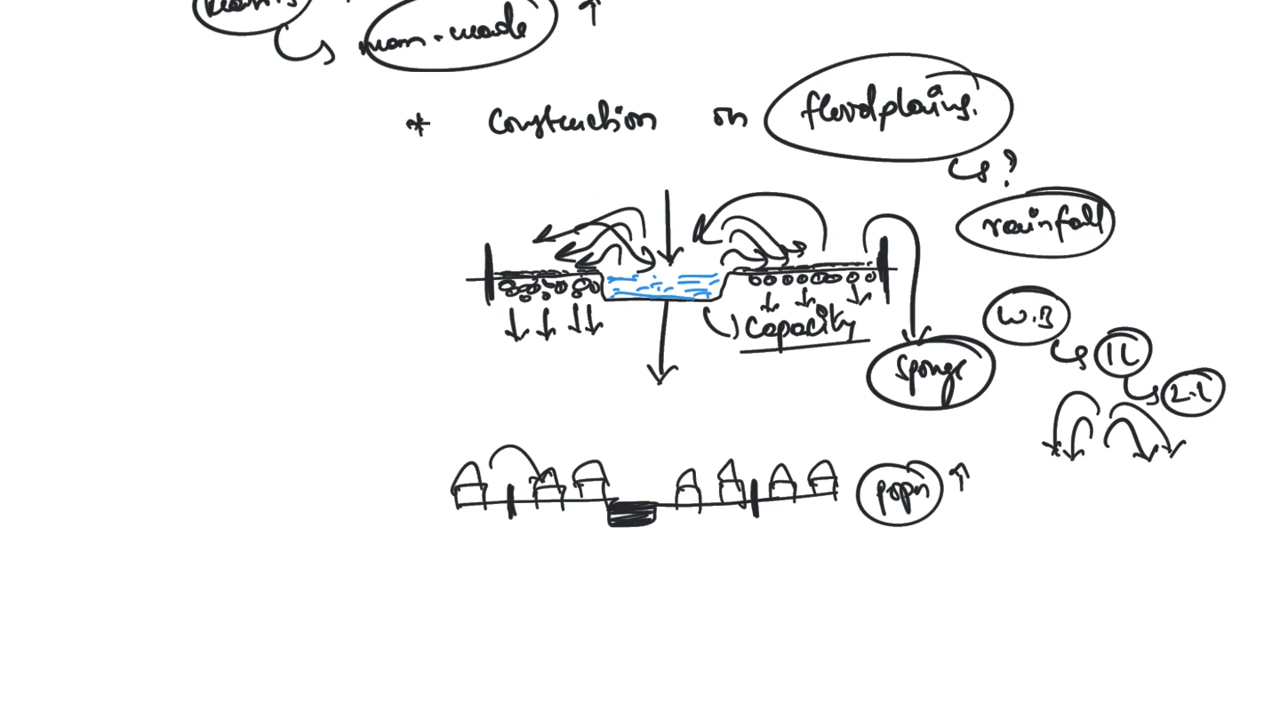 man-made ↑
* Construction on floodplains.
↳ ?
rainfall
W.B
Capacity
1L
Sponge
2L
popn ↑